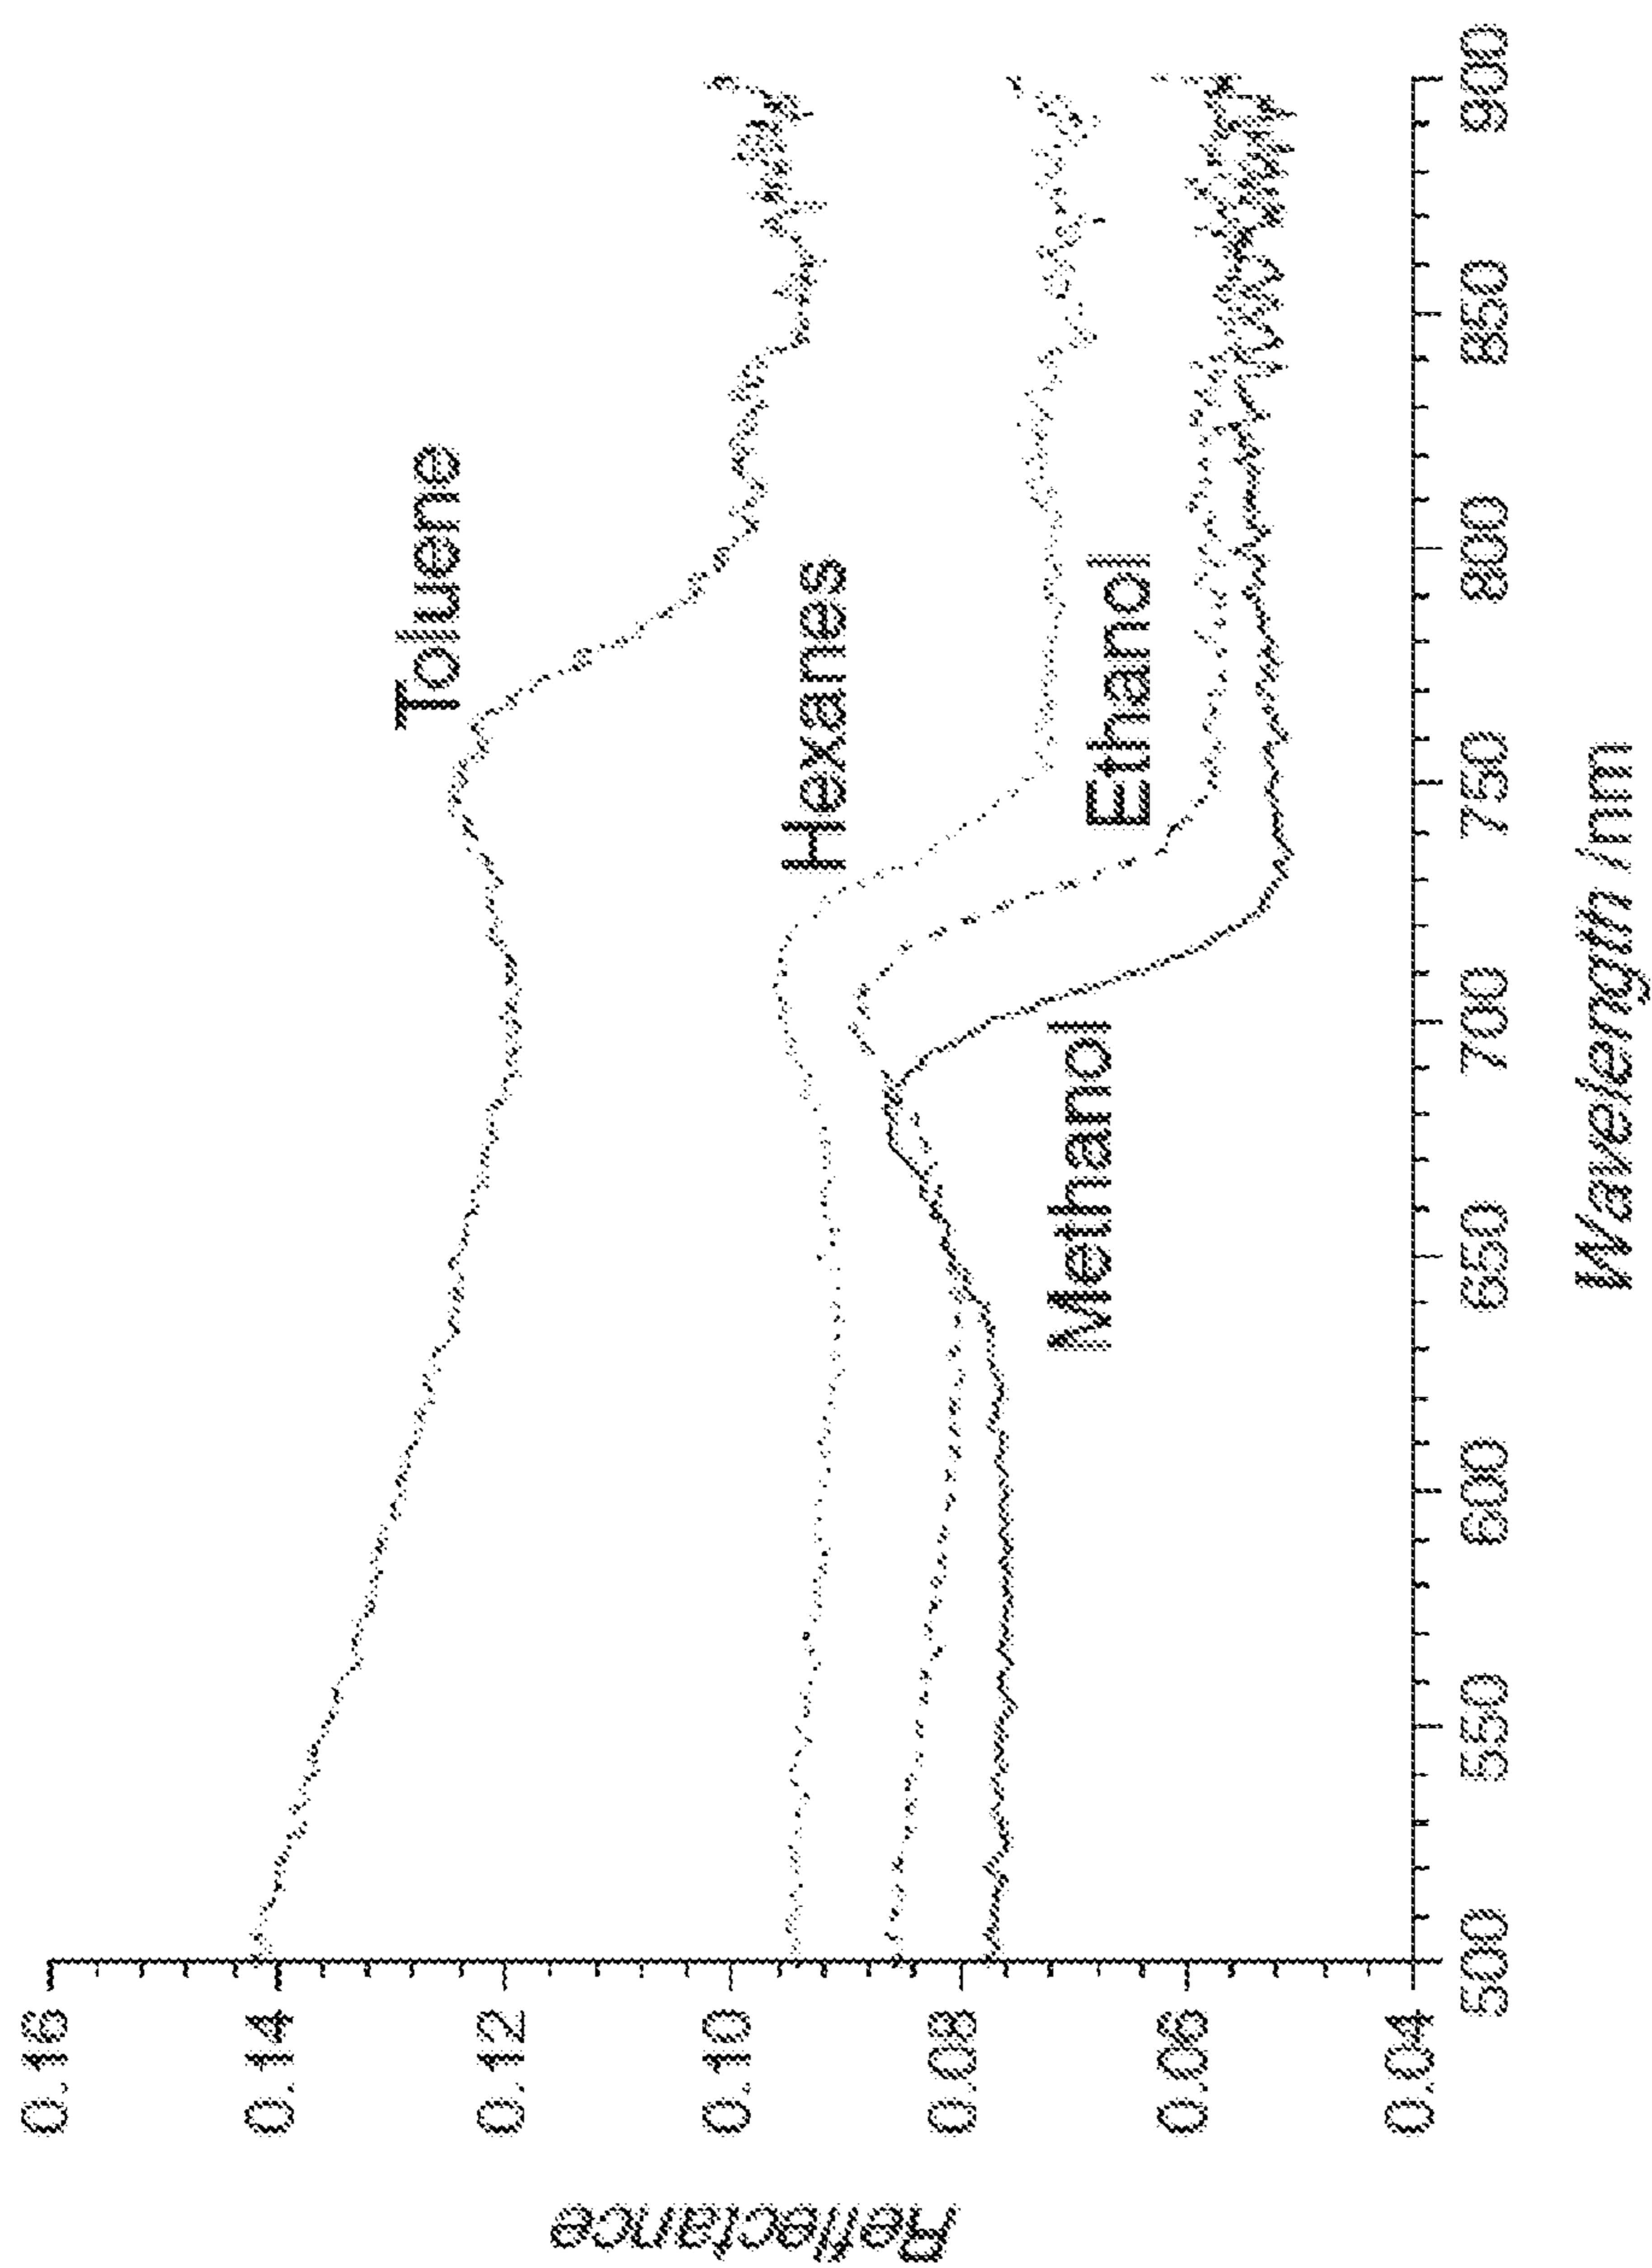 Reflectance
0.16
0.14
0.12
0.10
0.08
0.06
0.04
Toluene
Hexanes
Ethanol
Methanol
500 550 600 650 700 750 800 850 900
Wavelength /nm